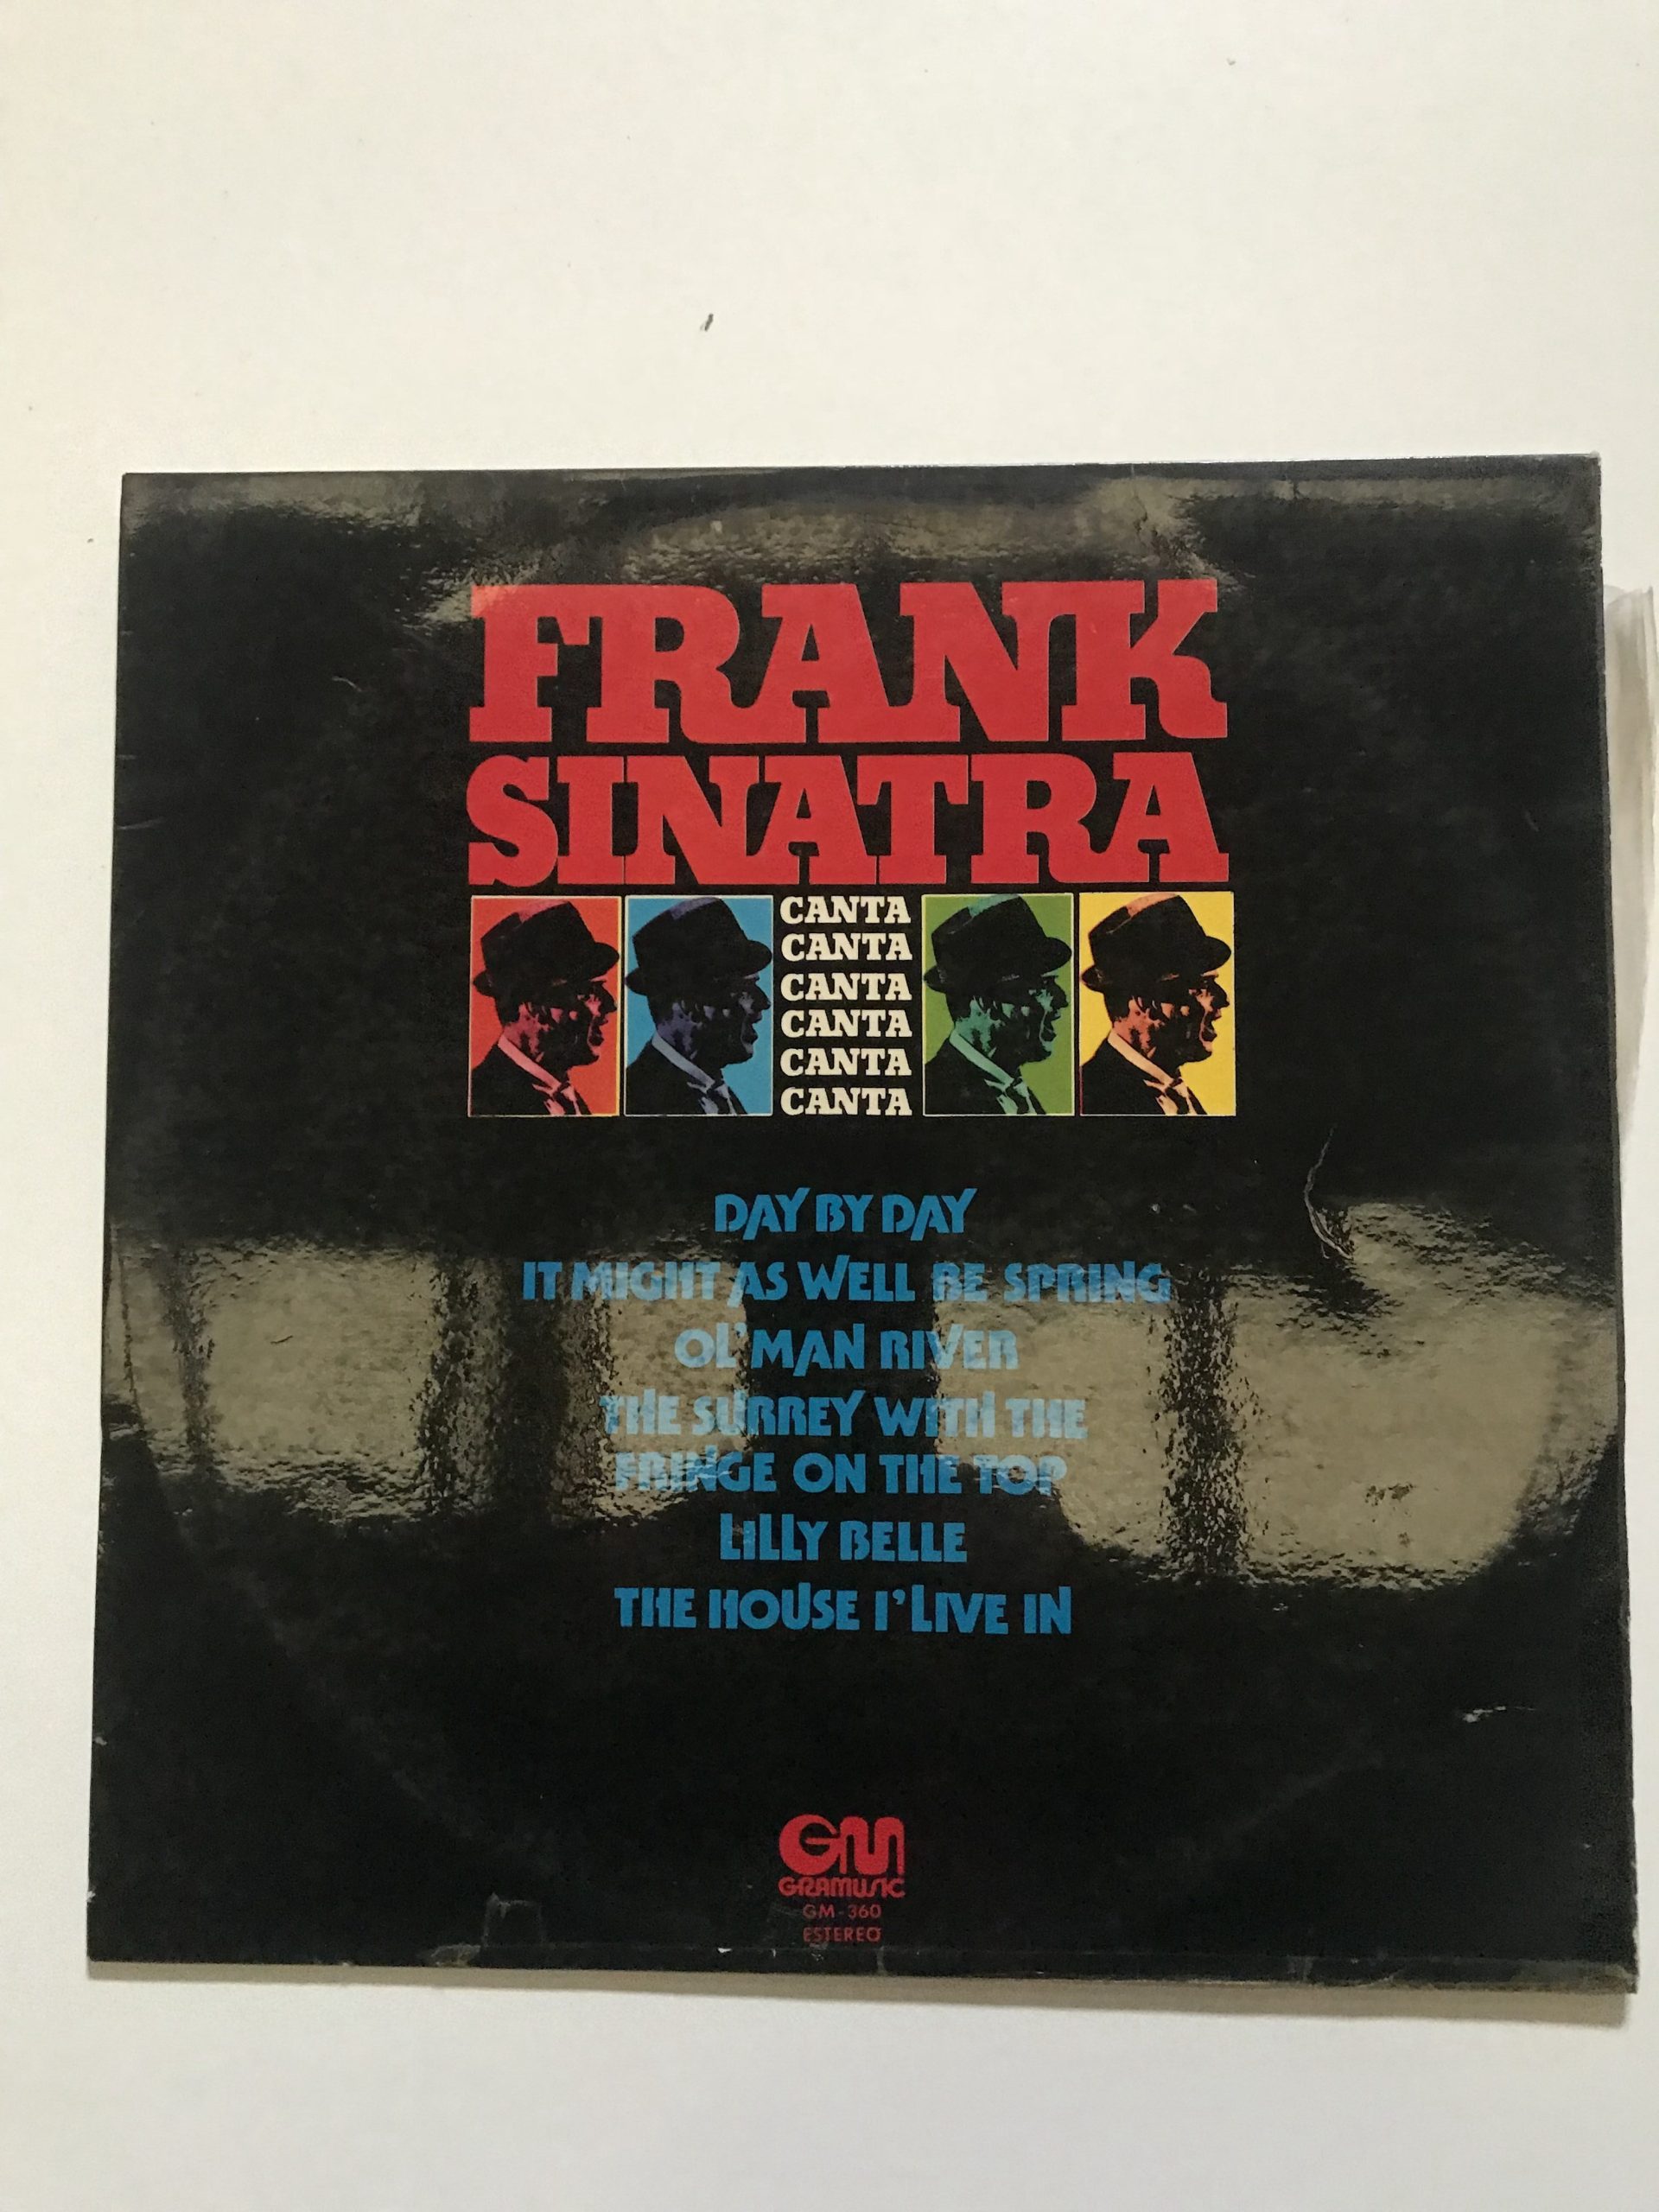 FRANK
SINATRA
CANTA
CANTA
CANTA
CANTA
CANTA
CANTA
DAY BY DAY
IT MIGHT AS WELL BE SPRING
OL' MAN RIVER
THE SURREY WITH THE
FRINGE ON THE TOP
LILLY BELLE
THE HOUSE I' LIVE IN
GM
GRAMUSIC
GM-360
ESTEREO